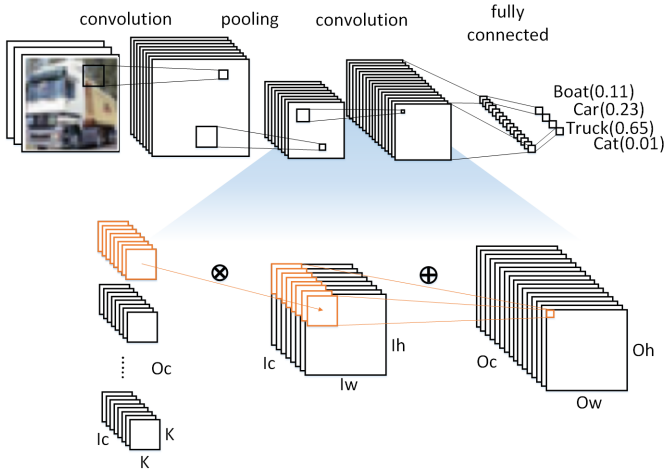 convolution pooling convolution fully
connected
Boat(0.11)
Car(0.23)
Truck(0.65)
Cat(0.01)
Ic
Iw
Ih
Oc
Oh
Ow
Oc
Ic
K
K